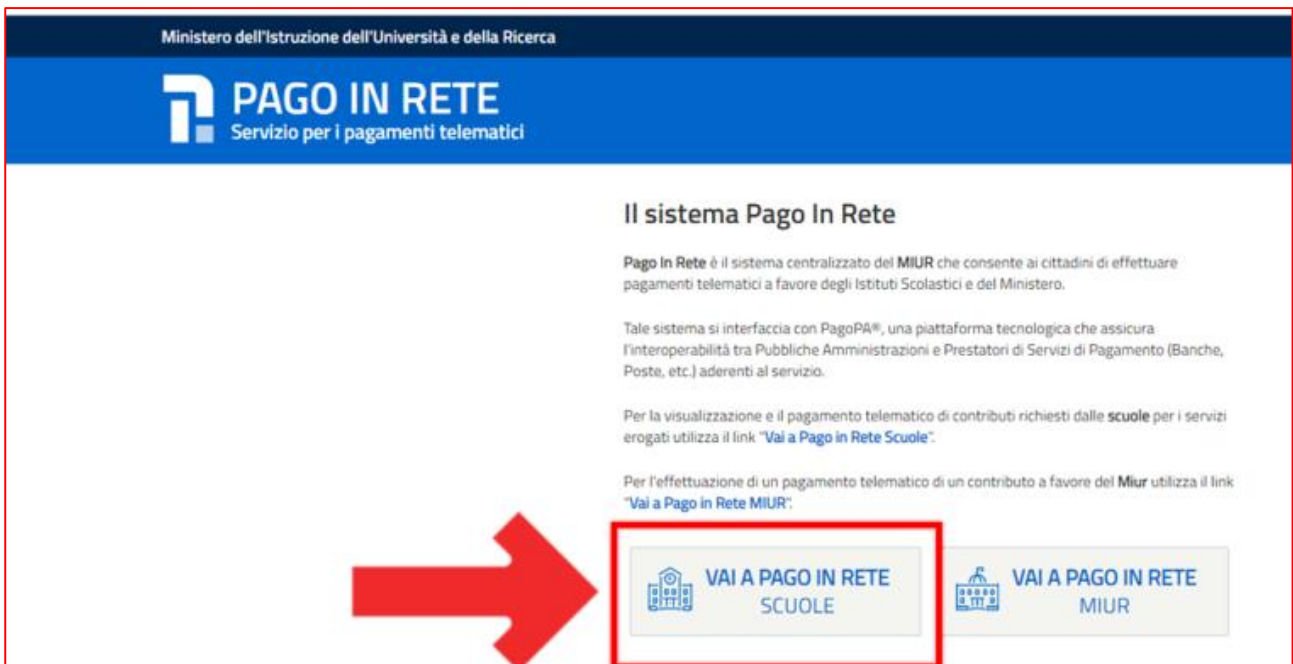 Ministero dell'Istruzione dell'Università e della Ricerca
PAGO IN RETE
Servizio per i pagamenti telematici
Il sistema Pago In Rete
Pago In Rete è il sistema centralizzato del MIUR che consente ai cittadini di effettuare
pagamenti telematici a favore degli Istituti Scolastici e del Ministero.
Tale sistema si interfaccia con PagoPA®, una piattaforma tecnologica che assicura
l'interoperabilità tra Pubbliche Amministrazioni e Prestatori di Servizi di Pagamento (Banche,
Poste, etc.) aderenti al servizio.
Per la visualizzazione e il pagamento telematico di contributi richiesti dalle scuole per i servizi
erogati utilizza il link "Vai a Pago in Rete Scuole".
Per l'effettuazione di un pagamento telematico di un contributo a favore del Miur utilizza il link
"Vai a Pago in Rete MIUR".
VAI A PAGO IN RETE
SCUOLE
VAI A PAGO IN RETE
MIUR